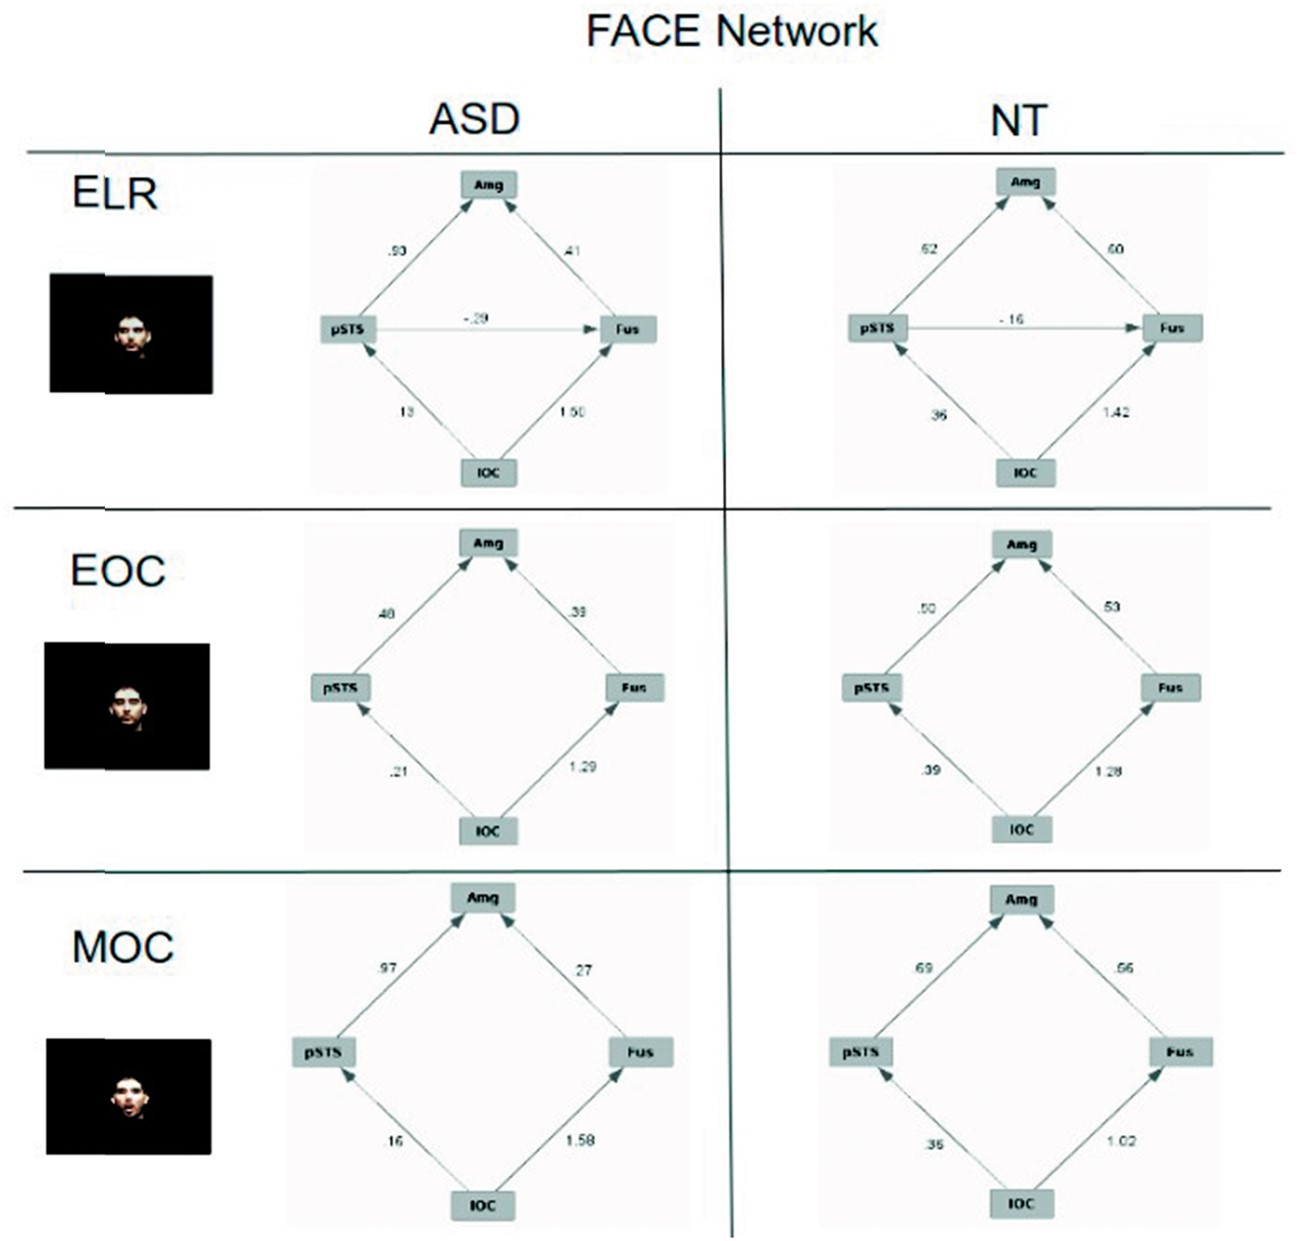 FACE Network
ASD
NT
ELR
Amg
.93
.41
pSTS
-.29
Fus
.13
1.50
IOC
Amg
.62
.60
pSTS
-.16
Fus
.36
1.42
IOC
EOC
Amg
.48
.39
pSTS
Fus
.21
1.29
IOC
Amg
.50
.53
pSTS
Fus
.39
1.28
IOC
MOC
Amg
.97
.27
pSTS
Fus
.16
1.58
IOC
Amg
.69
.56
pSTS
Fus
1.02
IOC